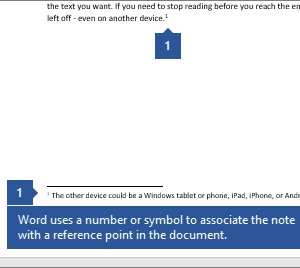 the text you want. If you need to stop reading before you reach the en
left off - even on another device.¹
1
1
¹ The other device could be a Windows tablet or phone, iPad, iPhone, or Andr
Word uses a number or symbol to associate the note
with a reference point in the document.